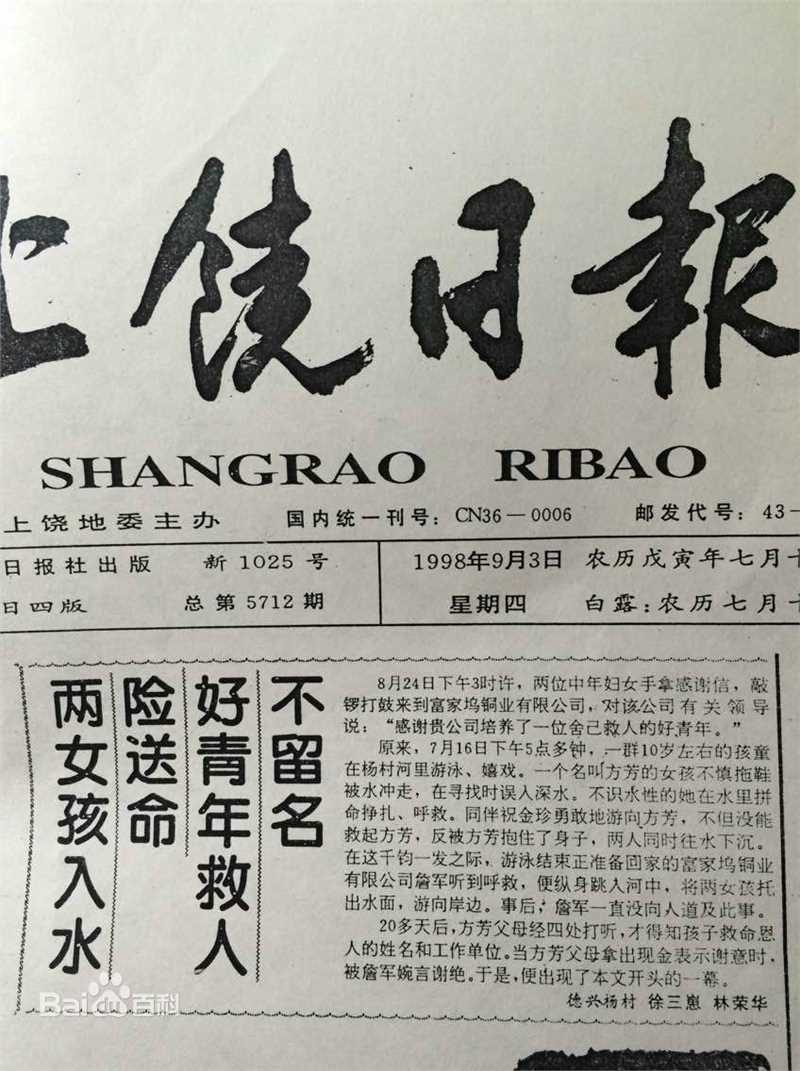 上饶日報
SHANGRAO RIBAO
上饶地委主办 国内统一刊号：CN36－0006 邮发代号：43－
日报社出版 新1025号 1998年9月3日 农历戊寅年七月十
日四版 总第5712期 星期四 白露：农历七月十
两女孩入水
险送命
好青年救人
不留名
8月24日下午3时许，两位中年妇女手拿感谢信，敲
锣打鼓来到富家坞铜业有限公司，对该公司有关领导
说：“感谢贵公司培养了一位舍己救人的好青年。”
原来，7月16日下午5点多钟，一群10岁左右的孩童
在杨村河里游泳、嬉戏。一个名叫方芳的女孩不慎拖鞋
被水冲走，在寻找时误人深水。不识水性的她在水里拼
命挣扎、呼救。同伴祝金珍勇敢地游向方芳，不但没能
救起方芳，反被方芳抱住了身子，两人同时往水下沉。
在这千钧一发之际，游泳结束正准备回家的富家坞铜业
有限公司詹军听到呼救，便纵身跳入河中，将两女孩托
出水面，游向岸边。事后，詹军一直没向人道及此事。
20多天后，方芳父母经四处打听，才得知孩子救命恩
人的姓名和工作单位。当方芳父母拿出现金表示谢意时，
被詹军婉言谢绝。于是，便出现了本文开头的一幕。
德兴杨村 徐三崽 林荣华
Bai百科